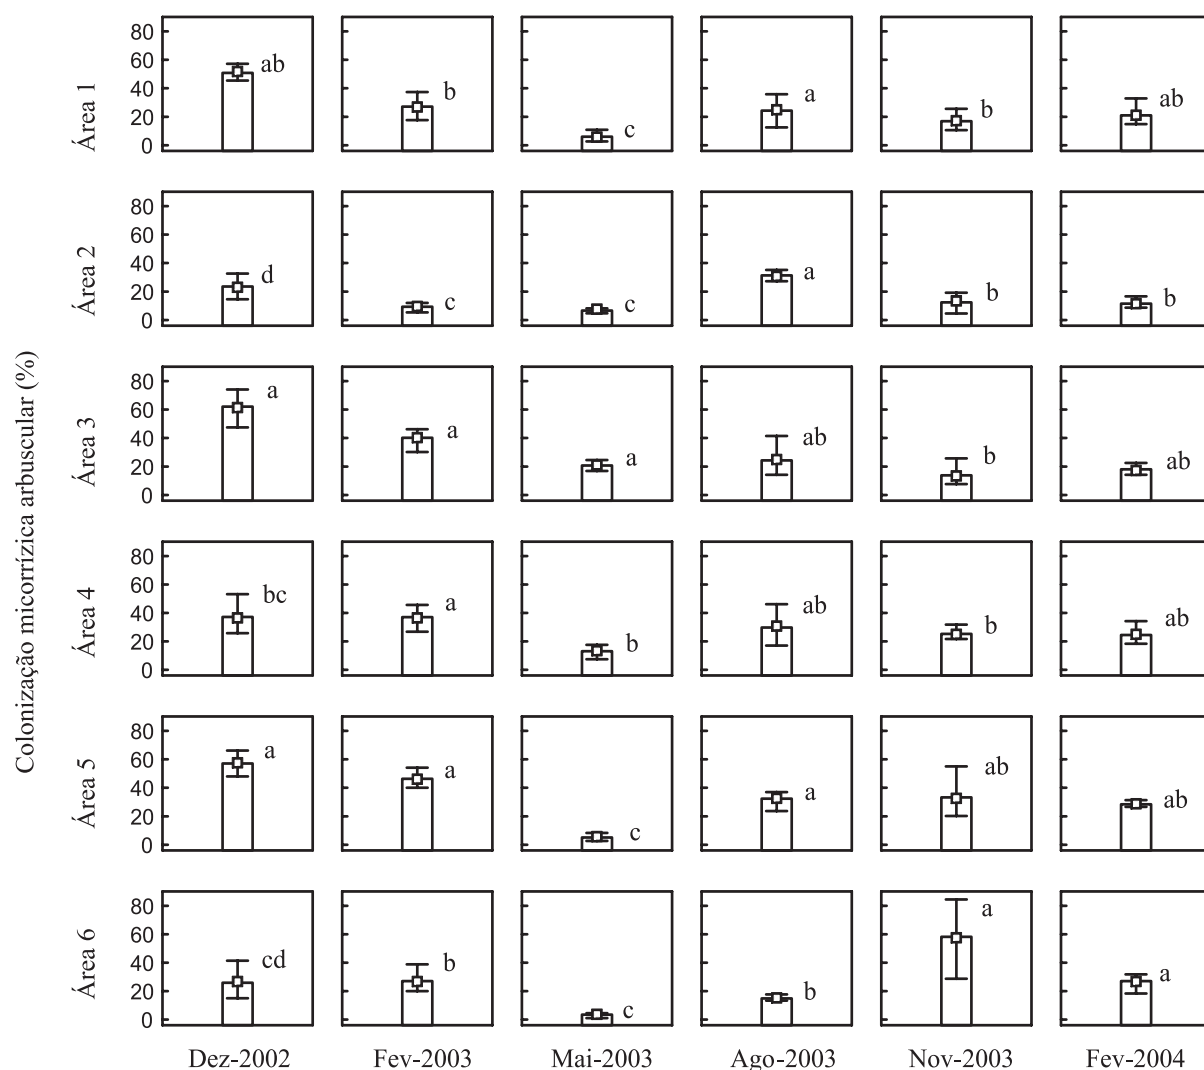 Colonização micorrízica arbuscular (%)
Área 1
80
60
40
20
0
ab
b
c
a
b
ab
Área 2
80
60
40
20
0
d
c
c
a
b
b
Área 3
80
60
40
20
0
a
a
a
ab
b
ab
Área 4
80
60
40
20
0
bc
a
b
ab
b
ab
Área 5
80
60
40
20
0
a
a
c
a
ab
ab
Área 6
80
60
40
20
0
cd
b
c
b
a
a
Dez-2002 Fev-2003 Mai-2003 Ago-2003 Nov-2003 Fev-2004